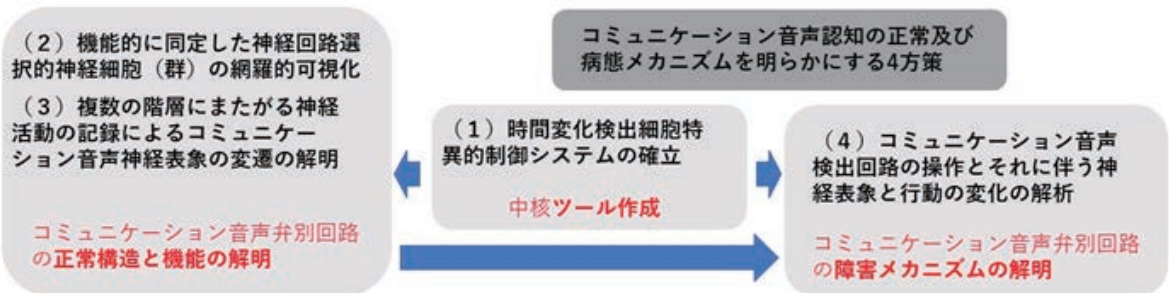 コミュニケーション音声認知の正常及び
病態メカニズムを明らかにする4方策
（２）機能的に同定した神経回路選
択的神経細胞（群）の網羅的可視化
（３）複数の階層にまたがる神経
活動の記録によるコミュニケー
ション音声神経表象の変遷の解明
コミュニケーション音声弁別回路
の正常構造と機能の解明
（１）時間変化検出細胞特
異的制御システムの確立
中核ツール作成
（４）コミュニケーション音声
検出回路の操作とそれに伴う神
経表象と行動の変化の解析
コミュニケーション音声弁別回路
の障害メカニズムの解明